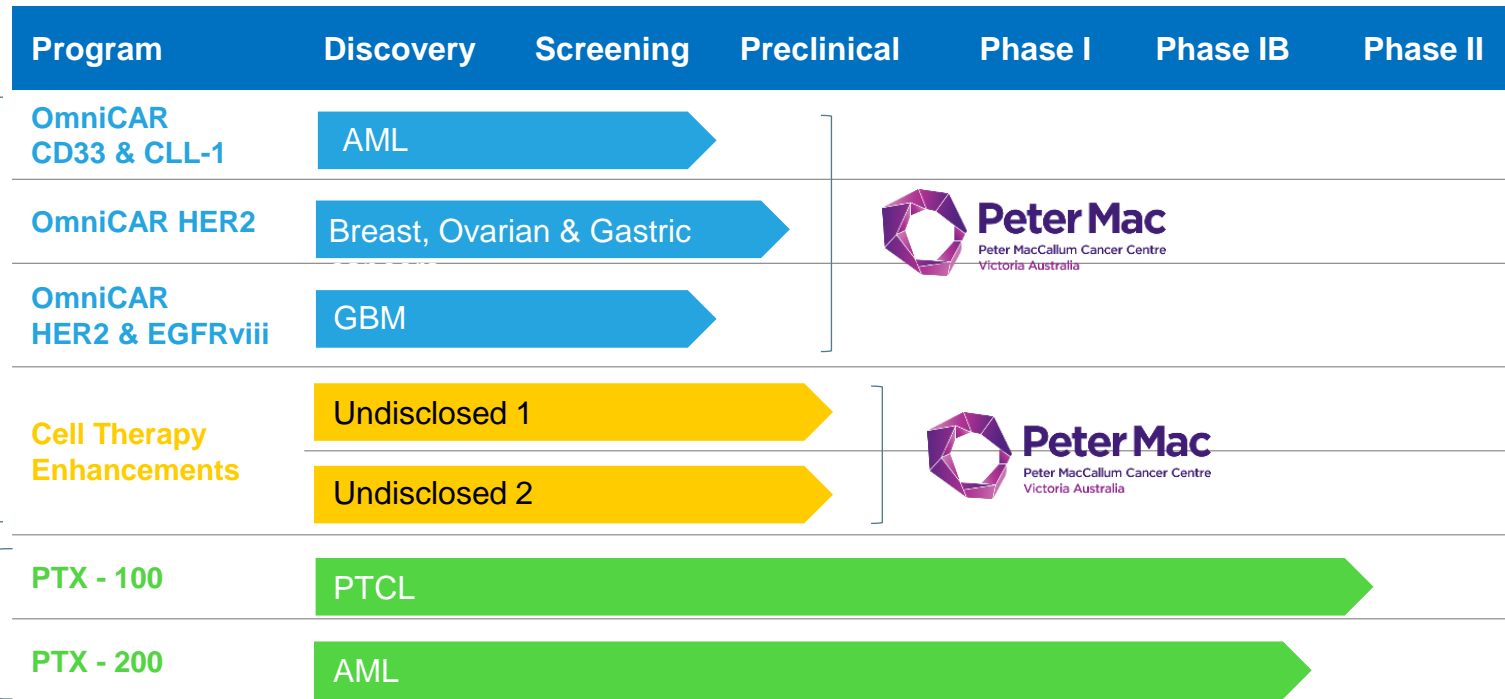 Program Discovery Screening Preclinical Phase I Phase IB Phase II
OmniCAR
CD33 & CLL-1
AML
OmniCAR HER2
Breast, Ovarian & Gastric
Peter Mac
Peter MacCallum Cancer Centre
Victoria Australia
OmniCAR
HER2 & EGFRviii
GBM
Cell Therapy
Enhancements
Undisclosed 1
Undisclosed 2
Peter Mac
Peter MacCallum Cancer Centre
Victoria Australia
PTX - 100
PTCL
PTX - 200
AML